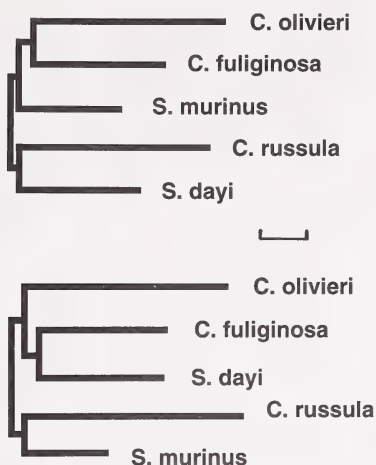 C. olivieri
C. fuliginosa
S. murinus
C. russula
S. dayi
C. olivieri
C. fuliginosa
S. dayi
C. russula
S. murinus